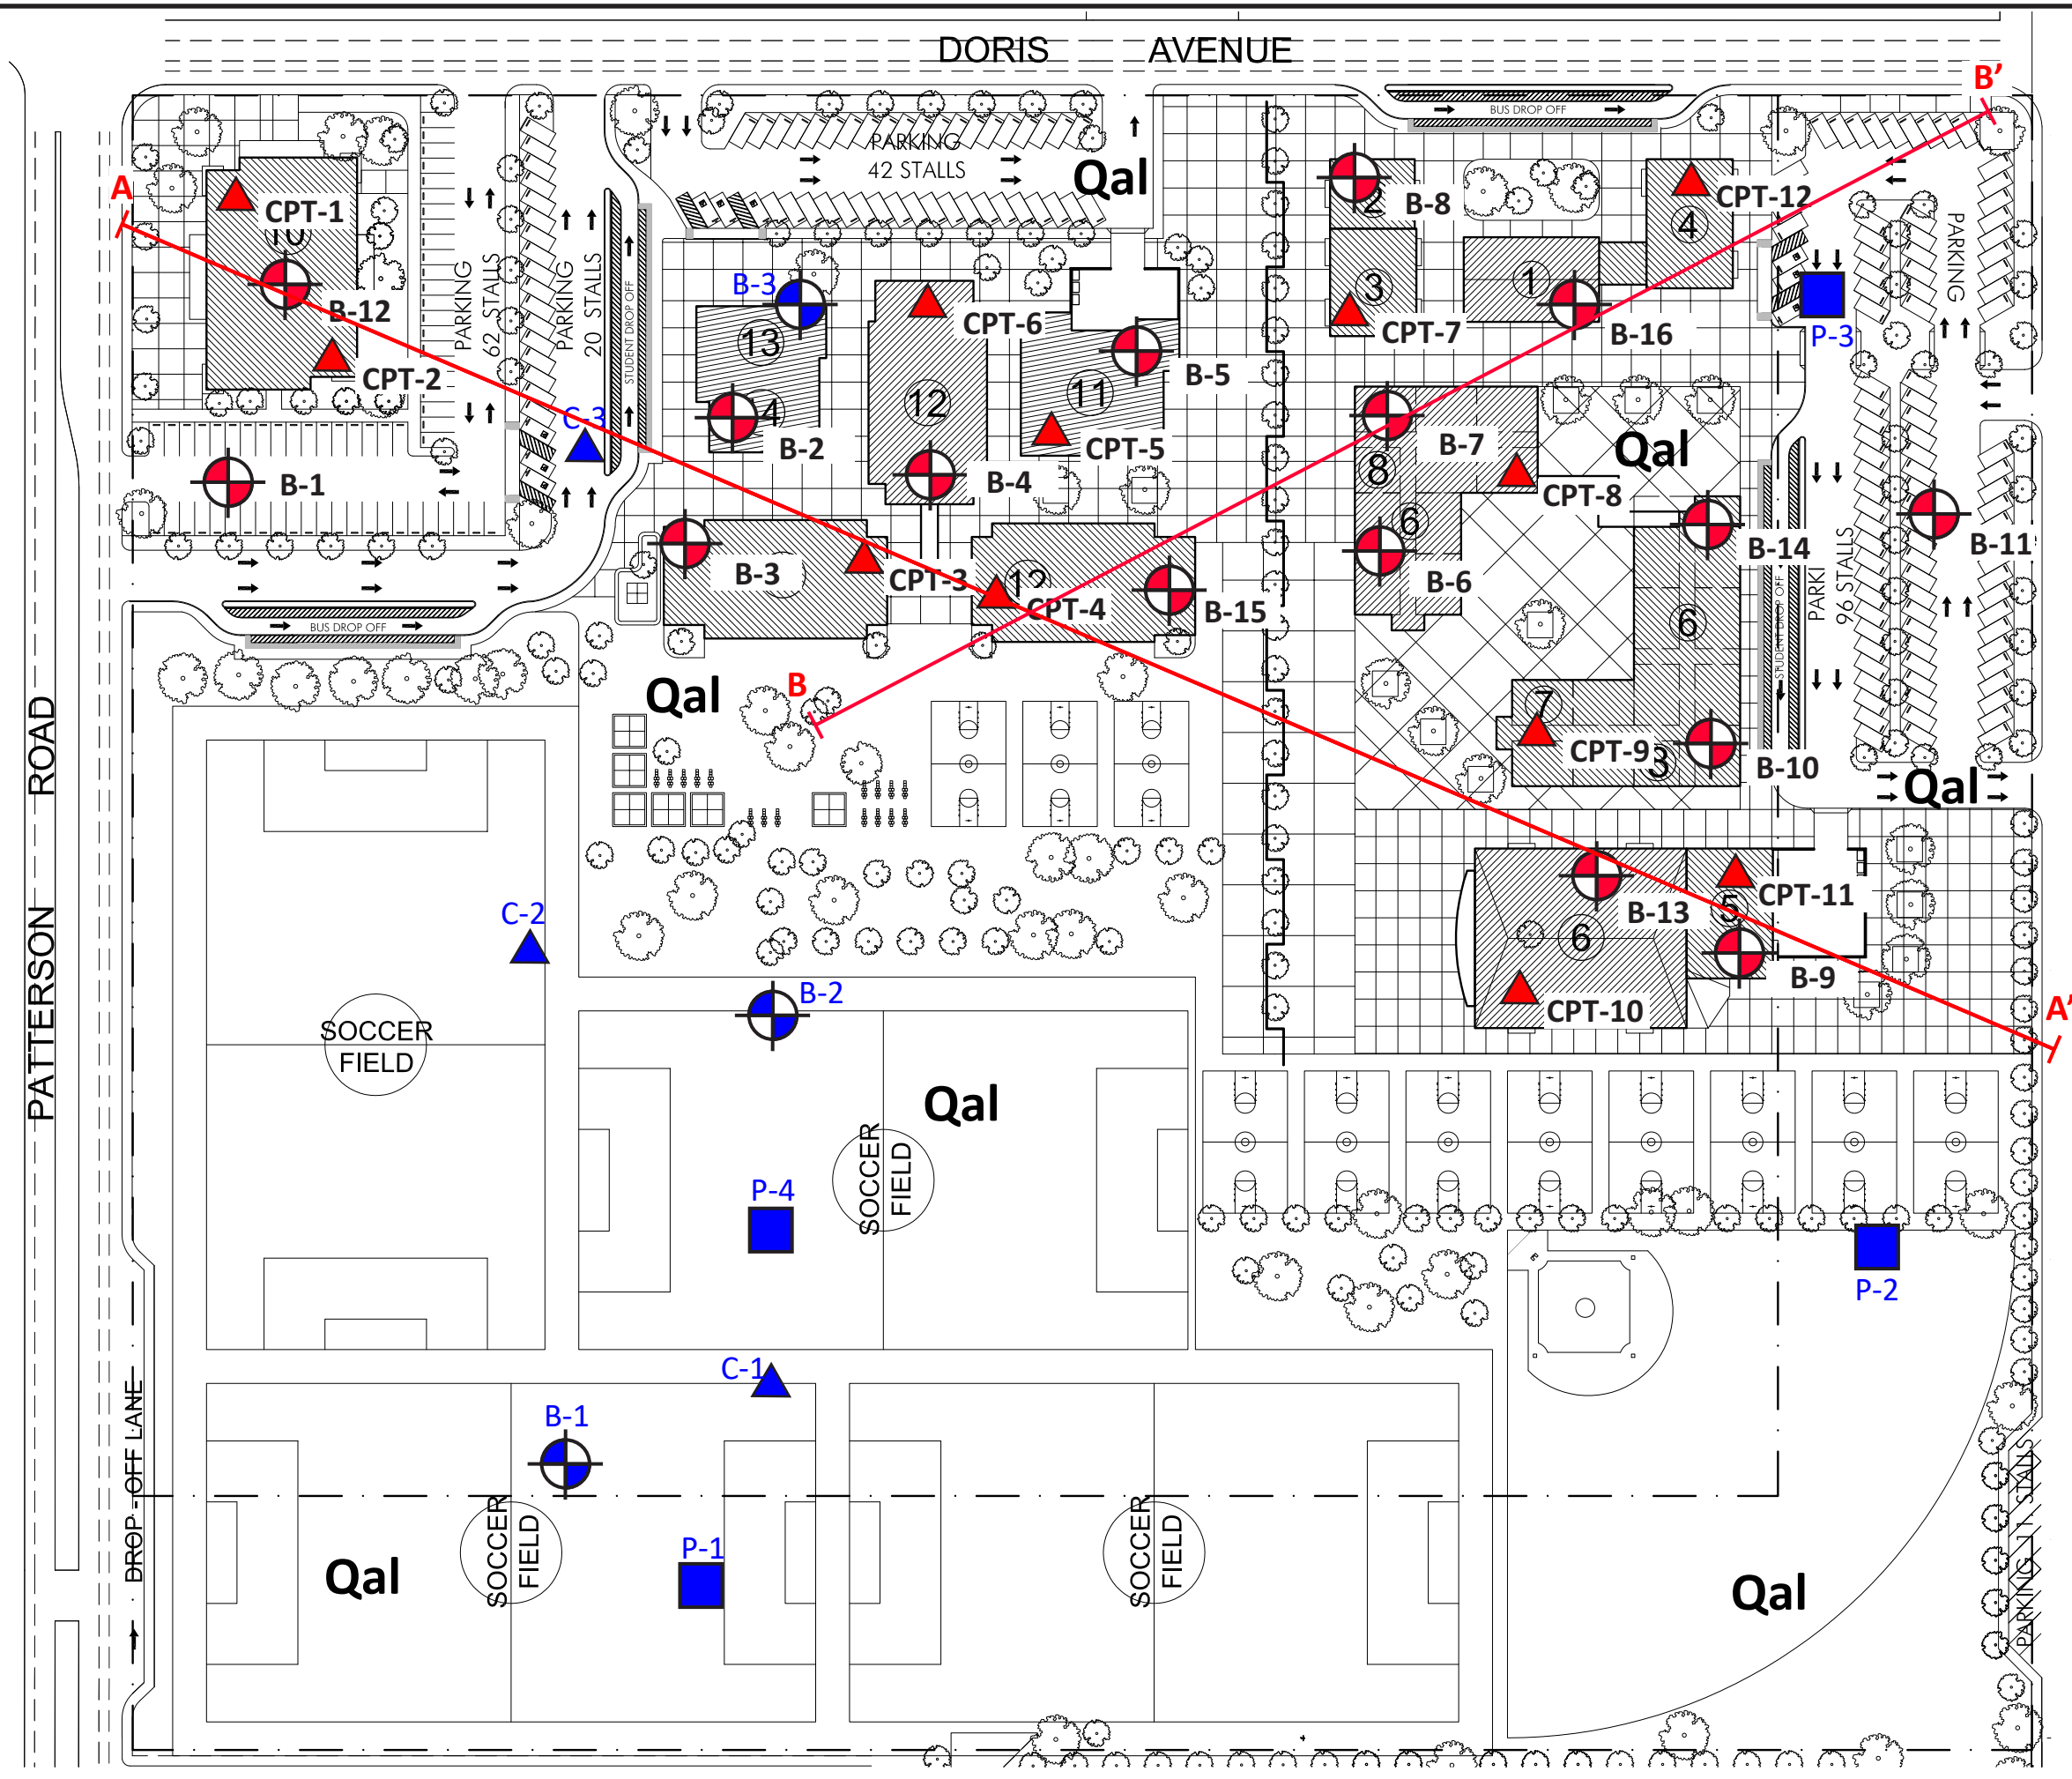 DORIS AVENUE
B'
BUS DROP OFF
PARKING
42 STALLS
Qal
A
CPT-1
10
2
B-8
CPT-12
4
PARKING
62 STALLS
PARKING
20 STALLS
STUDENT DROP OFF
B-3
B-12
CPT-6
13
3
1
CPT-7
B-16
P-3
PARKING
CPT-2
B-5
11
12
C-3
B-2
CPT-5
B-7
Qal
8
B-1
B-4
CPT-8
6
B-14
B-11
B-3
CPT-3
12
CPT-4
B-15
B-6
PARKI
96 STALLS
6
STUDENT DROP OFF
BUS DROP OFF
Qal
B
7
CPT-9
B-10
Qal
PATTERSON ROAD
C-2
CPT-11
B-13
5
6
B-9
CPT-10
A'
B-2
SOCCER
FIELD
Qal
SOCCER
FIELD
P-4
P-2
C-1
B-1
DROP-OFF LANE
SOCCER
FIELD
P-1
SOCCER
FIELD
Qal
Qal
PARKING 11 STALLS